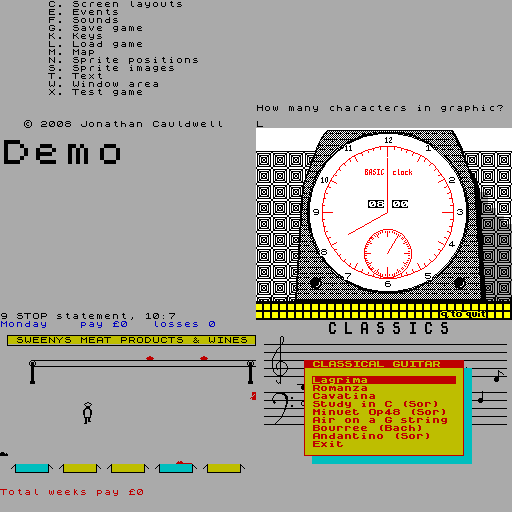 C. Screen layouts
E. Events
F. Sounds
G. Save game
K. Keys
L. Load game
M. Map
N. Sprite positions
S. Sprite images
T. Text
W. Window area
X. Test game
© 2008 Jonathan Cauldwell
How many characters in graphic?
L
Demo
9 STOP statement, 10:7
12
1
2
3
4
5
6
7
8
9
10
11
BASIC clock
08 00
q.to quit
Monday pay £0 losses 0
SWEENYS MEAT PRODUCTS & WINES
Total weeks pay £0
CLASSICS
CLASSICAL GUITAR
Lagrima
Romanza
Cavatina
Study in C (Sor)
Minuet Op48 (Sor)
Air on a G string
Bourree (Bach)
Andantino (Sor)
Exit